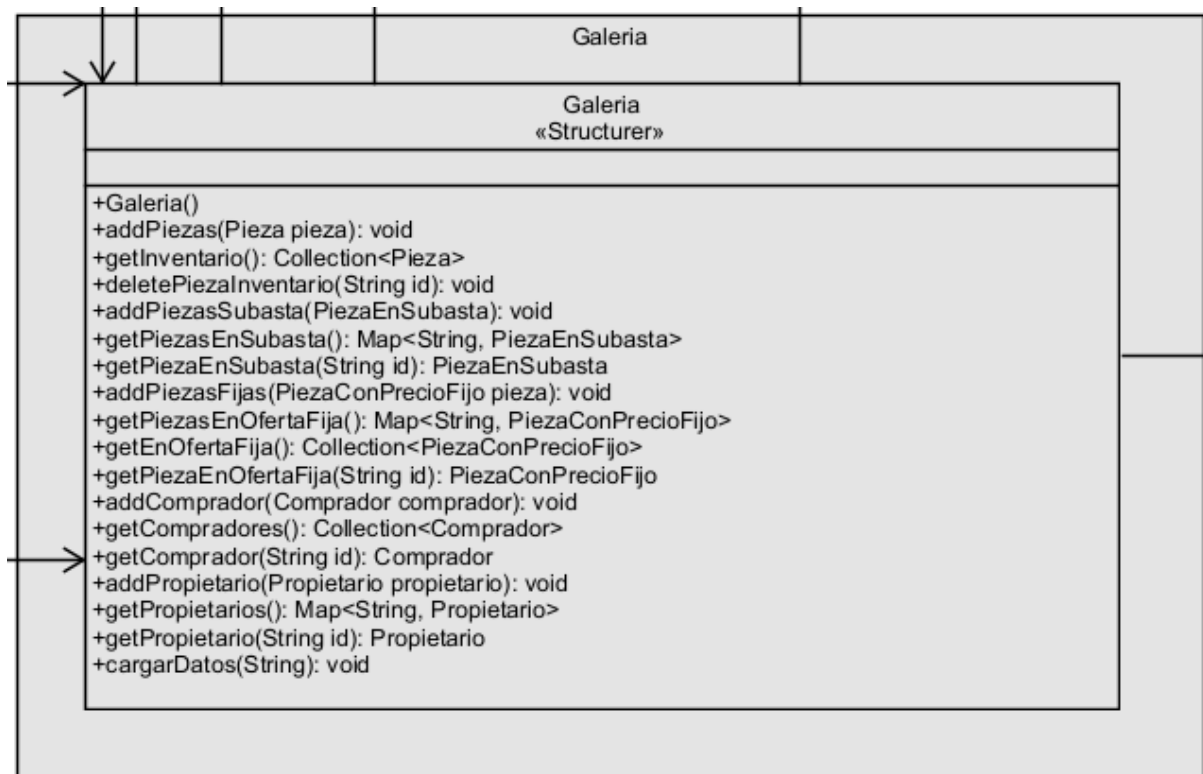 Galeria
Galeria
«Structurer»
+Galeria()
+addPiezas(Pieza pieza): void
+getInventario(): Collection<Pieza>
+deletePiezaInventario(String id): void
+addPiezasSubasta(PiezaEnSubasta): void
+getPiezasEnSubasta(): Map<String, PiezaEnSubasta>
+getPiezaEnSubasta(String id): PiezaEnSubasta
+addPiezasFijas(PiezaConPrecioFijo pieza): void
+getPiezasEnOfertaFija(): Map<String, PiezaConPrecioFijo>
+getEnOfertaFija(): Collection<PiezaConPrecioFijo>
+getPiezaEnOfertaFija(String id): PiezaConPrecioFijo
+addComprador(Comprador comprador): void
+getCompradores(): Collection<Comprador>
+getComprador(String id): Comprador
+addPropietario(Propietario propietario): void
+getPropietarios(): Map<String, Propietario>
+getPropietario(String id): Propietario
+cargarDatos(String): void